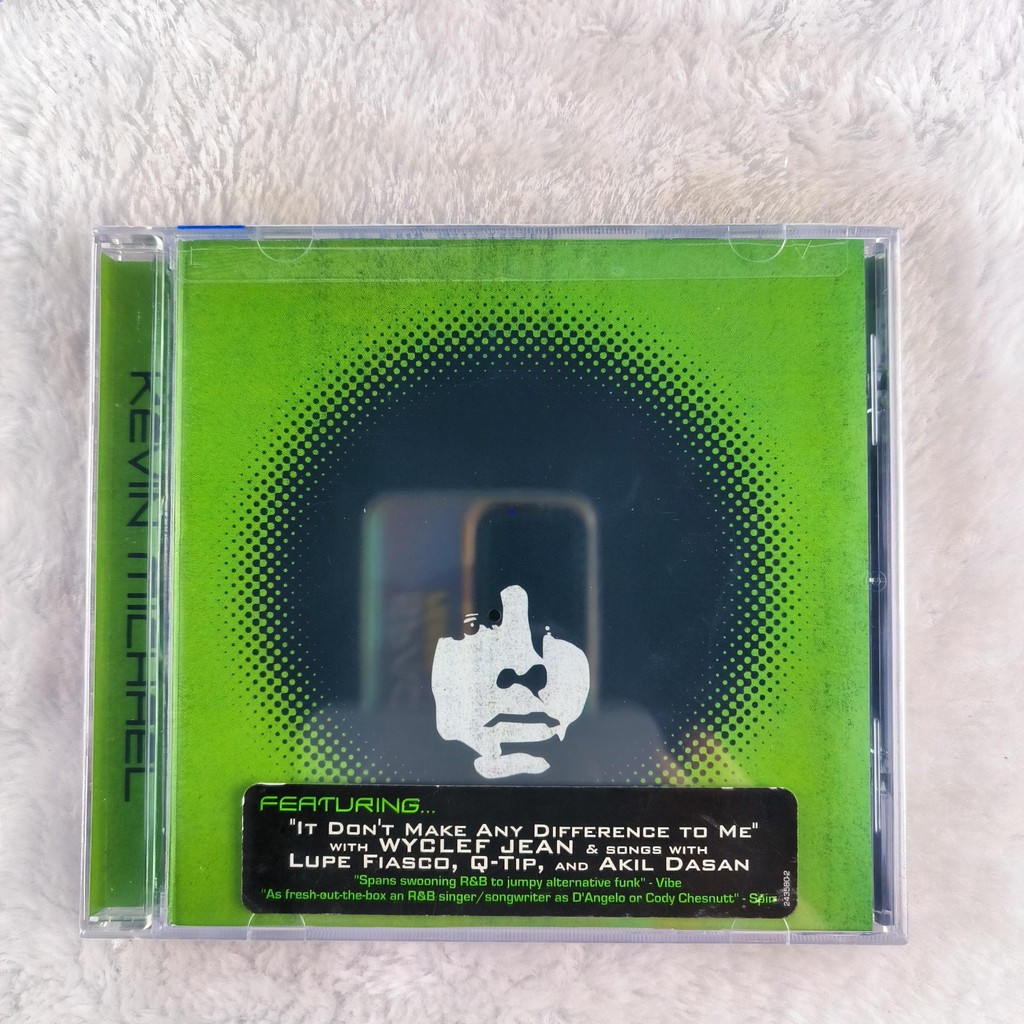 KEVIN MICHAEL
FEATURING...
"IT DON'T MAKE ANY DIFFERENCE TO ME"
WITH WYCLEF JEAN & SONGS WITH
LUPE FIASCO, Q-TIP, AND AKIL DASAN
"Spans swooning R&B to jumpy alternative funk" - Vibe
"As fresh-out-the-box an R&B singer/songwriter as D'Angelo or Cody Chesnutt" - Spin
243580-2